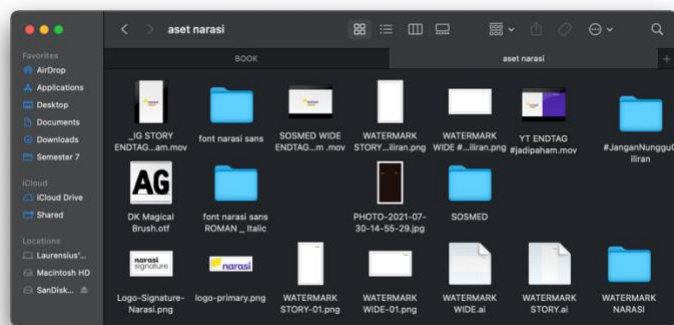 aset narasi
BOOK
aset narasi
Favorites
AirDrop
Applications
Desktop
Documents
Downloads
Semester 7
iCloud
iCloud Drive
Shared
Locations
Laurensius'...
Macintosh HD
SanDisk...
narasi
narasi
_IG STORY
ENDTAG...am.mov
font narasi sans
SOSMED WIDE
ENDTAG...m .mov
WATERMARK
STORY...iliran.png
WATERMARK
WIDE #...iliran.png
YT ENDTAG
#jadipaham.mov
#JanganNungguG
iliran
AG
DK Magical
Brush.otf
font narasi sans
ROMAN _ Italic
PHOTO-2021-07-
30-14-55-29.jpg
SOSMED
narasi
signature
narasi
Logo-Signature-
Narasi.png
logo-primary.png
WATERMARK
STORY-01.png
WATERMARK
WIDE-01.png
WATERMARK
WIDE.ai
WATERMARK
STORY.ai
WATERMARK
NARASI